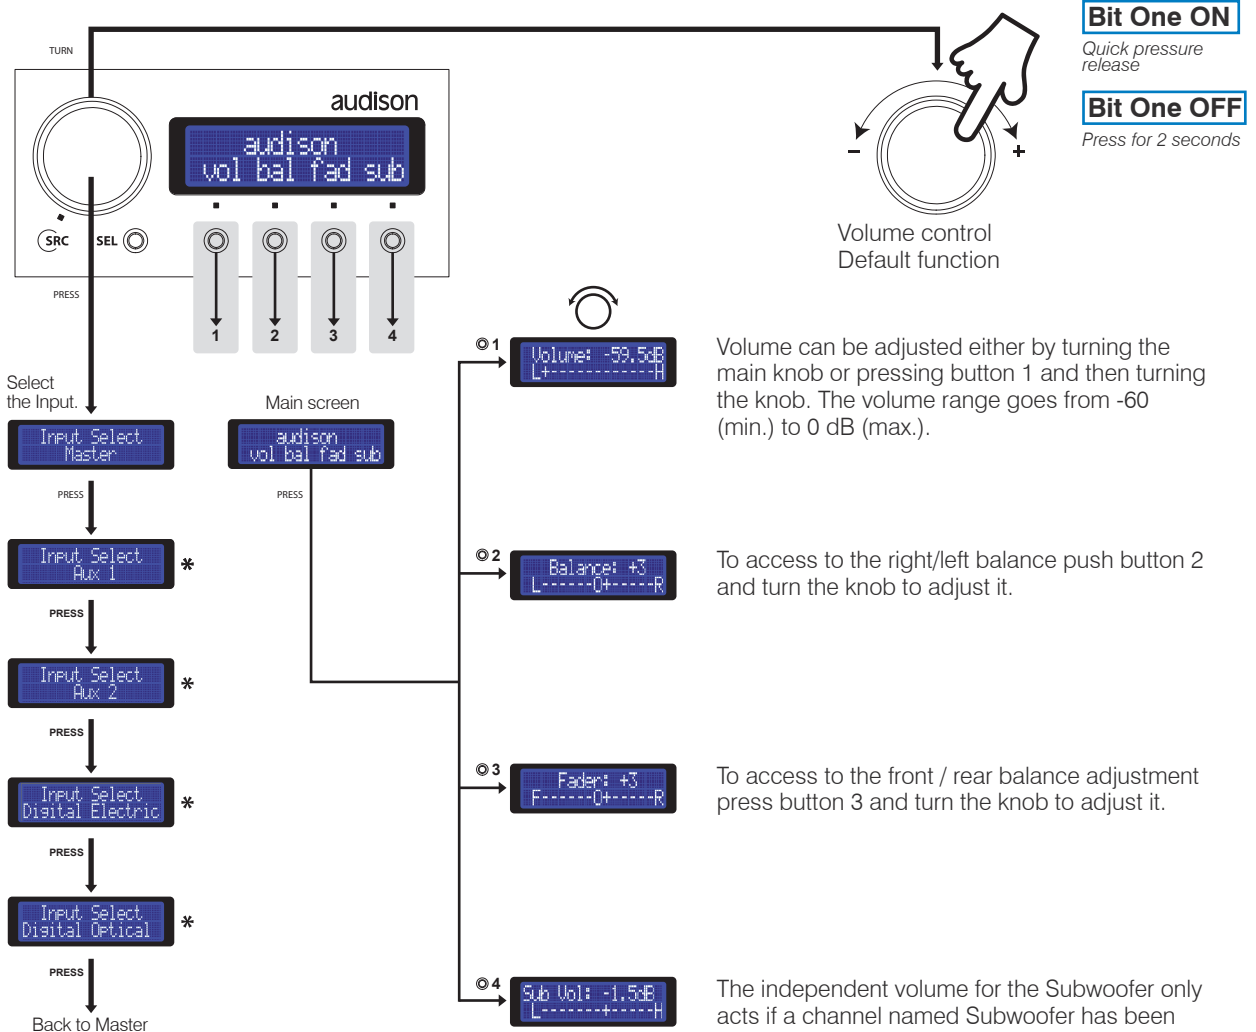 Bit One ON
Quick pressure
release
Bit One OFF
Press for 2 seconds
TURN
audison
audison
vol bal fad sub
SRC
SEL
1
2
3
4
-
+
Volume control
Default function
PRESS
Select
the Input.
Input Select
Master
PRESS
Input Select
Aux 1
*
PRESS
Input Select
Aux 2
*
PRESS
Input Select
Digital Electric
*
PRESS
Input Select
Digital Optical
*
PRESS
Back to Master
Main screen
audison
vol bal fad sub
PRESS
1
Volume: -59.5dB
L+------------H
Volume can be adjusted either by turning the
main knob or pressing button 1 and then turning
the knob. The volume range goes from -60
(min.) to 0 dB (max.).
2
Balance: +3
L------0+-----R
To access to the right/left balance push button 2
and turn the knob to adjust it.
3
Fader: +3
F------0+-----R
To access to the front / rear balance adjustment
press button 3 and turn the knob to adjust it.
4
Sub Vol: -1.5dB
L-------+-----H
The independent volume for the Subwoofer only
acts if a channel named Subwoofer has been